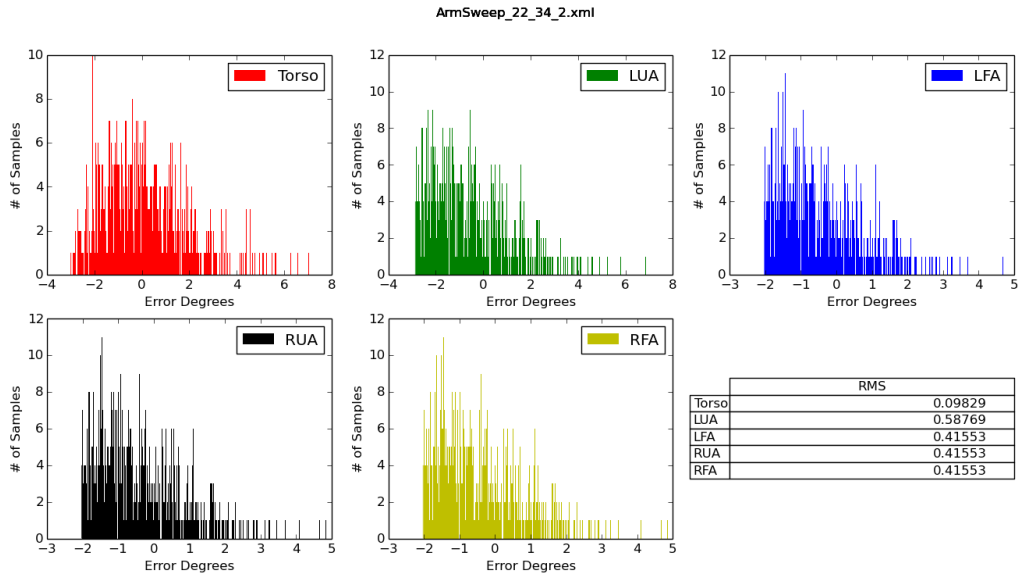 ArmSweep_22_34_2.xml
Torso
# of Samples
10
8
6
4
2
0
−4 −2 0 2 4 6 8
Error Degrees
LUA
# of Samples
12
10
8
6
4
2
0
−4 −2 0 2 4 6 8
Error Degrees
LFA
# of Samples
12
10
8
6
4
2
0
−3 −2 −1 0 1 2 3 4 5
Error Degrees
RUA
# of Samples
12
10
8
6
4
2
0
−3 −2 −1 0 1 2 3 4 5
Error Degrees
RFA
# of Samples
12
10
8
6
4
2
0
−3 −2 −1 0 1 2 3 4 5
Error Degrees
RMS
Torso 0.09829
LUA 0.58769
LFA 0.41553
RUA 0.41553
RFA 0.41553